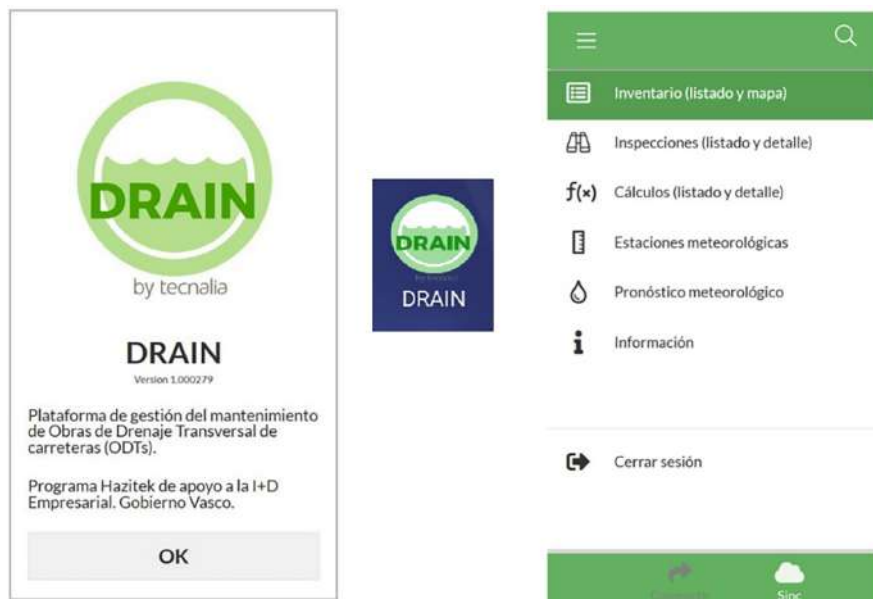 DRAIN
by tecnalia
DRAIN
Version 1.000279
Plataforma de gestión del mantenimiento
de Obras de Drenaje Transversal de
carreteras (ODTs).
Programa Hazitek de apoyo a la I+D
Empresarial. Gobierno Vasco.
OK
DRAIN
by tecnalia
DRAIN
Inventario (listado y mapa)
Inspecciones (listado y detalle)
f(x) Cálculos (listado y detalle)
Estaciones meteorológicas
Pronóstico meteorológico
Información
Cerrar sesión
Sinc